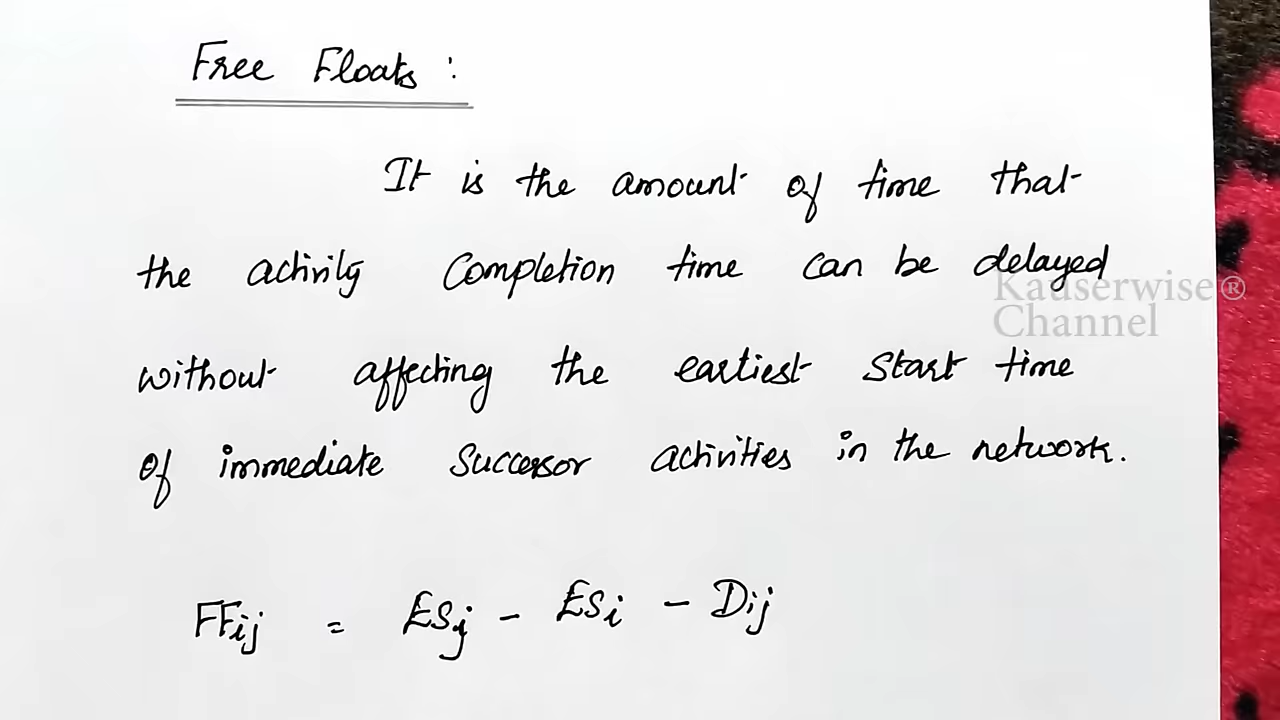 Free Floats :
It is the amount of time that
the activity completion time can be delayed
Kauserwise®
Channel
without affecting the earliest start time
of immediate successor activities in the network.
FFij = ESj - ESi - Dij